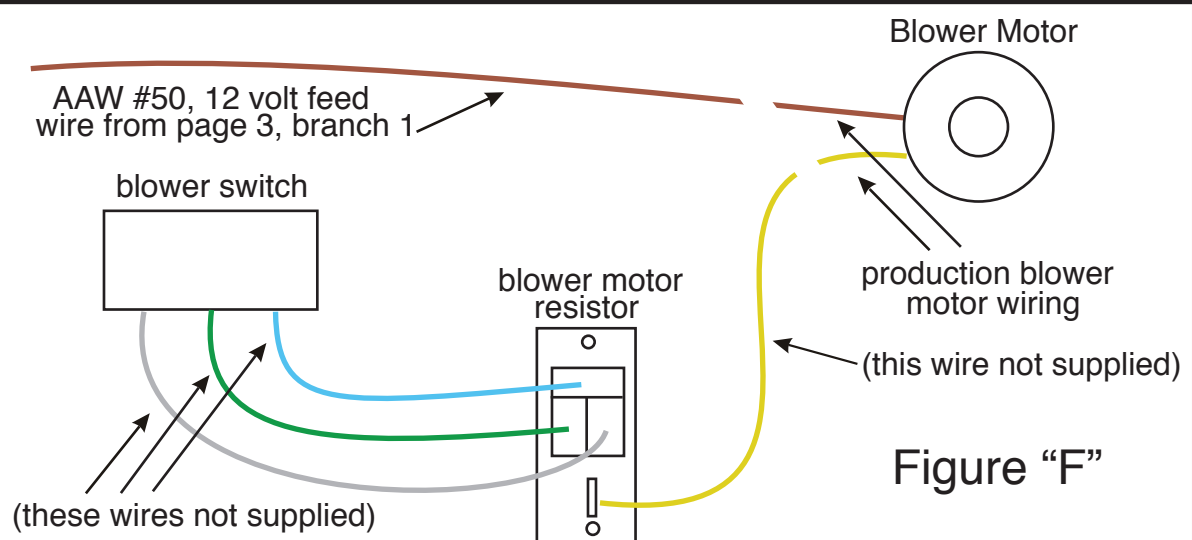 Blower Motor
AAW #50, 12 volt feed
wire from page 3, branch 1
blower switch
blower motor
resistor
production blower
motor wiring
(this wire not supplied)
Figure “F”
(these wires not supplied)